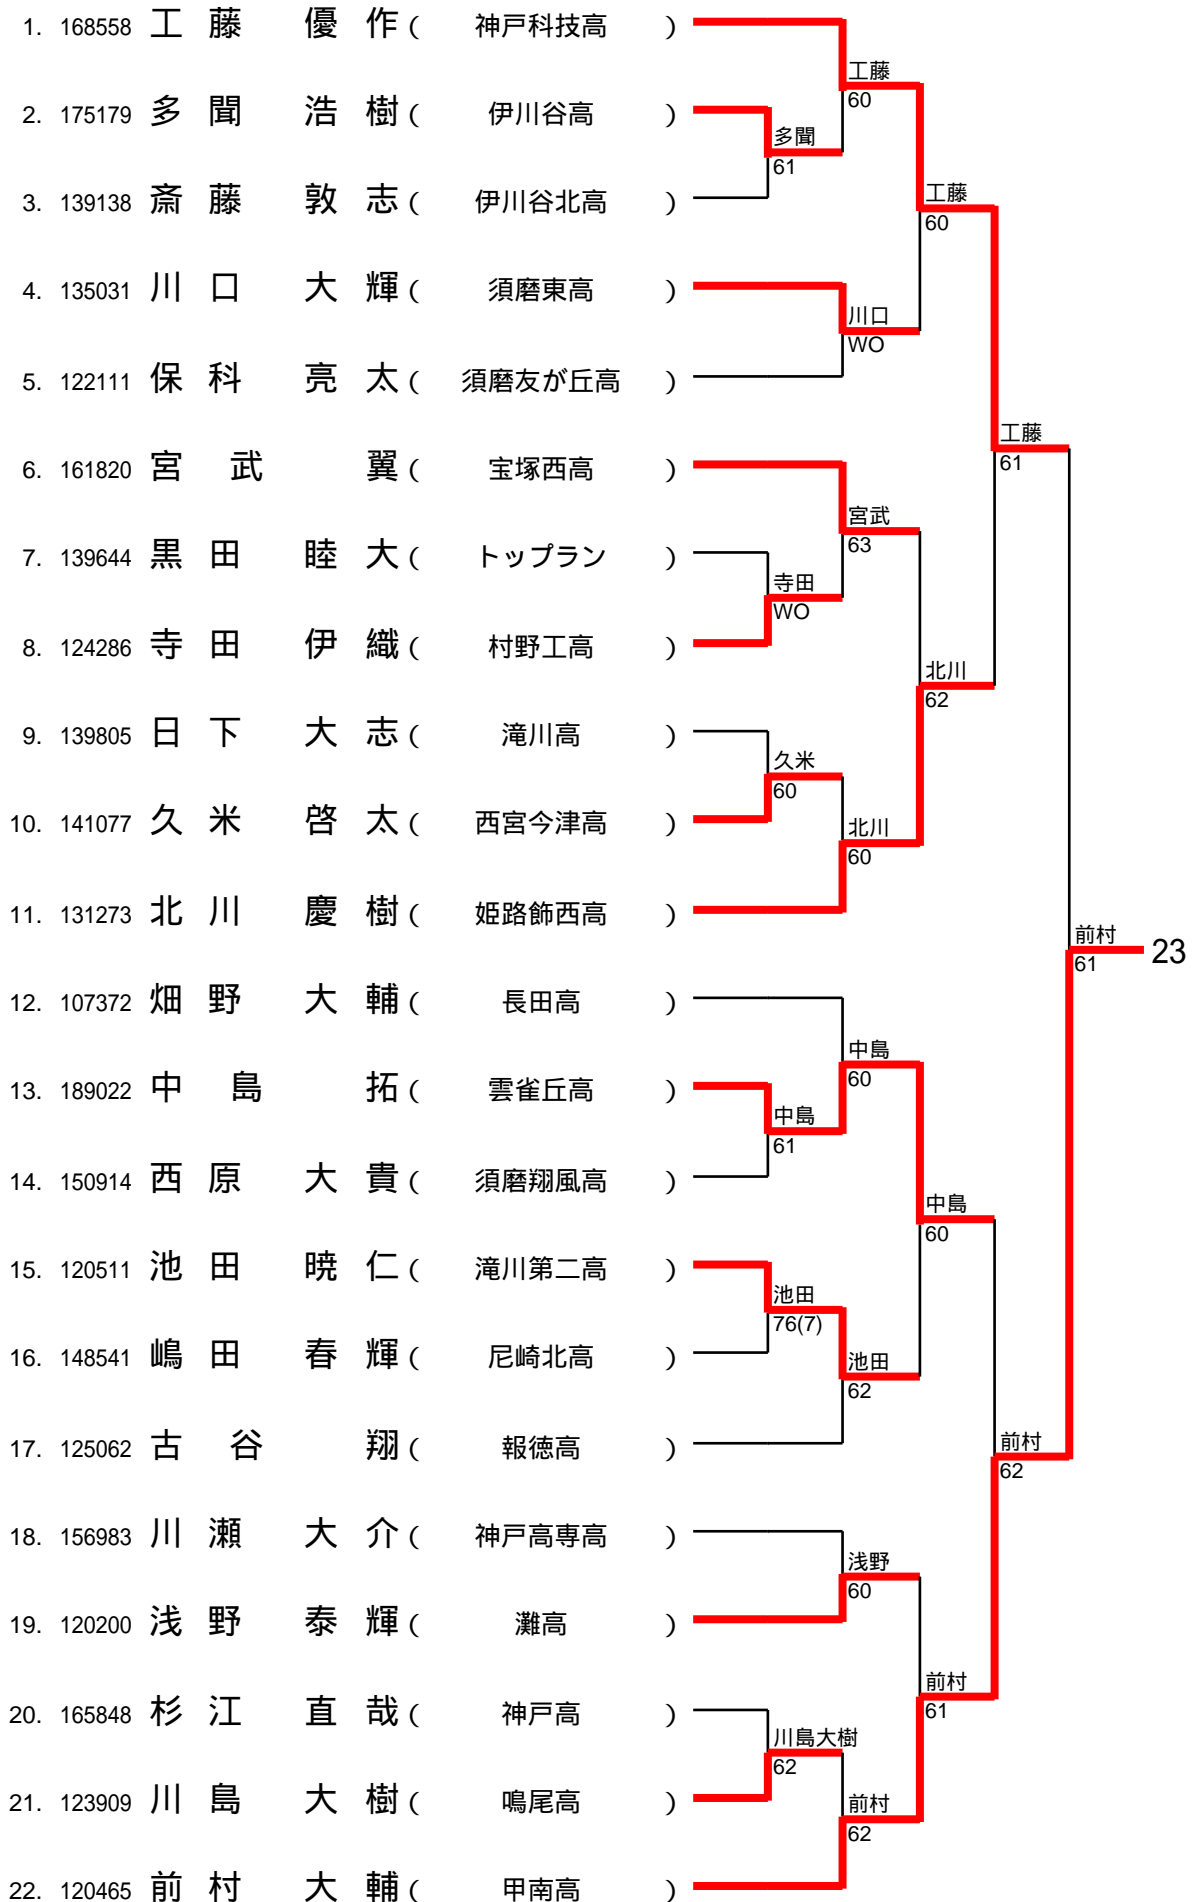 1. 168558 工藤 優作 ( 神戸科技高 )
工藤
60
2. 175179 多聞 浩樹 ( 伊川谷高 )
多聞
61
3. 139138 斎藤 敦志 ( 伊川谷北高 )
工藤
60
4. 135031 川口 大輝 ( 須磨東高 )
川口
WO
5. 122111 保科 亮太 ( 須磨友が丘高 )
工藤
61
6. 161820 宮武 翼 ( 宝塚西高 )
宮武
63
7. 139644 黒田 睦大 ( トップラン )
寺田
WO
8. 124286 寺田 伊織 ( 村野工高 )
北川
62
9. 139805 日下 大志 ( 滝川高 )
久米
60
10. 141077 久米 啓太 ( 西宮今津高 )
北川
60
11. 131273 北川 慶樹 ( 姫路飾西高 )
前村
61
23
12. 107372 畑野 大輔 ( 長田高 )
中島
60
13. 189022 中島 拓 ( 雲雀丘高 )
中島
61
14. 150914 西原 大貴 ( 須磨翔風高 )
中島
60
15. 120511 池田 暁仁 ( 滝川第二高 )
池田
76(7)
16. 148541 嶋田 春輝 ( 尼崎北高 )
池田
62
17. 125062 古谷 翔 ( 報徳高 )
前村
62
18. 156983 川瀬 大介 ( 神戸高専高 )
浅野
60
19. 120200 浅野 泰輝 ( 灘高 )
前村
61
20. 165848 杉江 直哉 ( 神戸高 )
川島大樹
62
21. 123909 川島 大樹 ( 鳴尾高 )
前村
62
22. 120465 前村 大輔 ( 甲南高 )